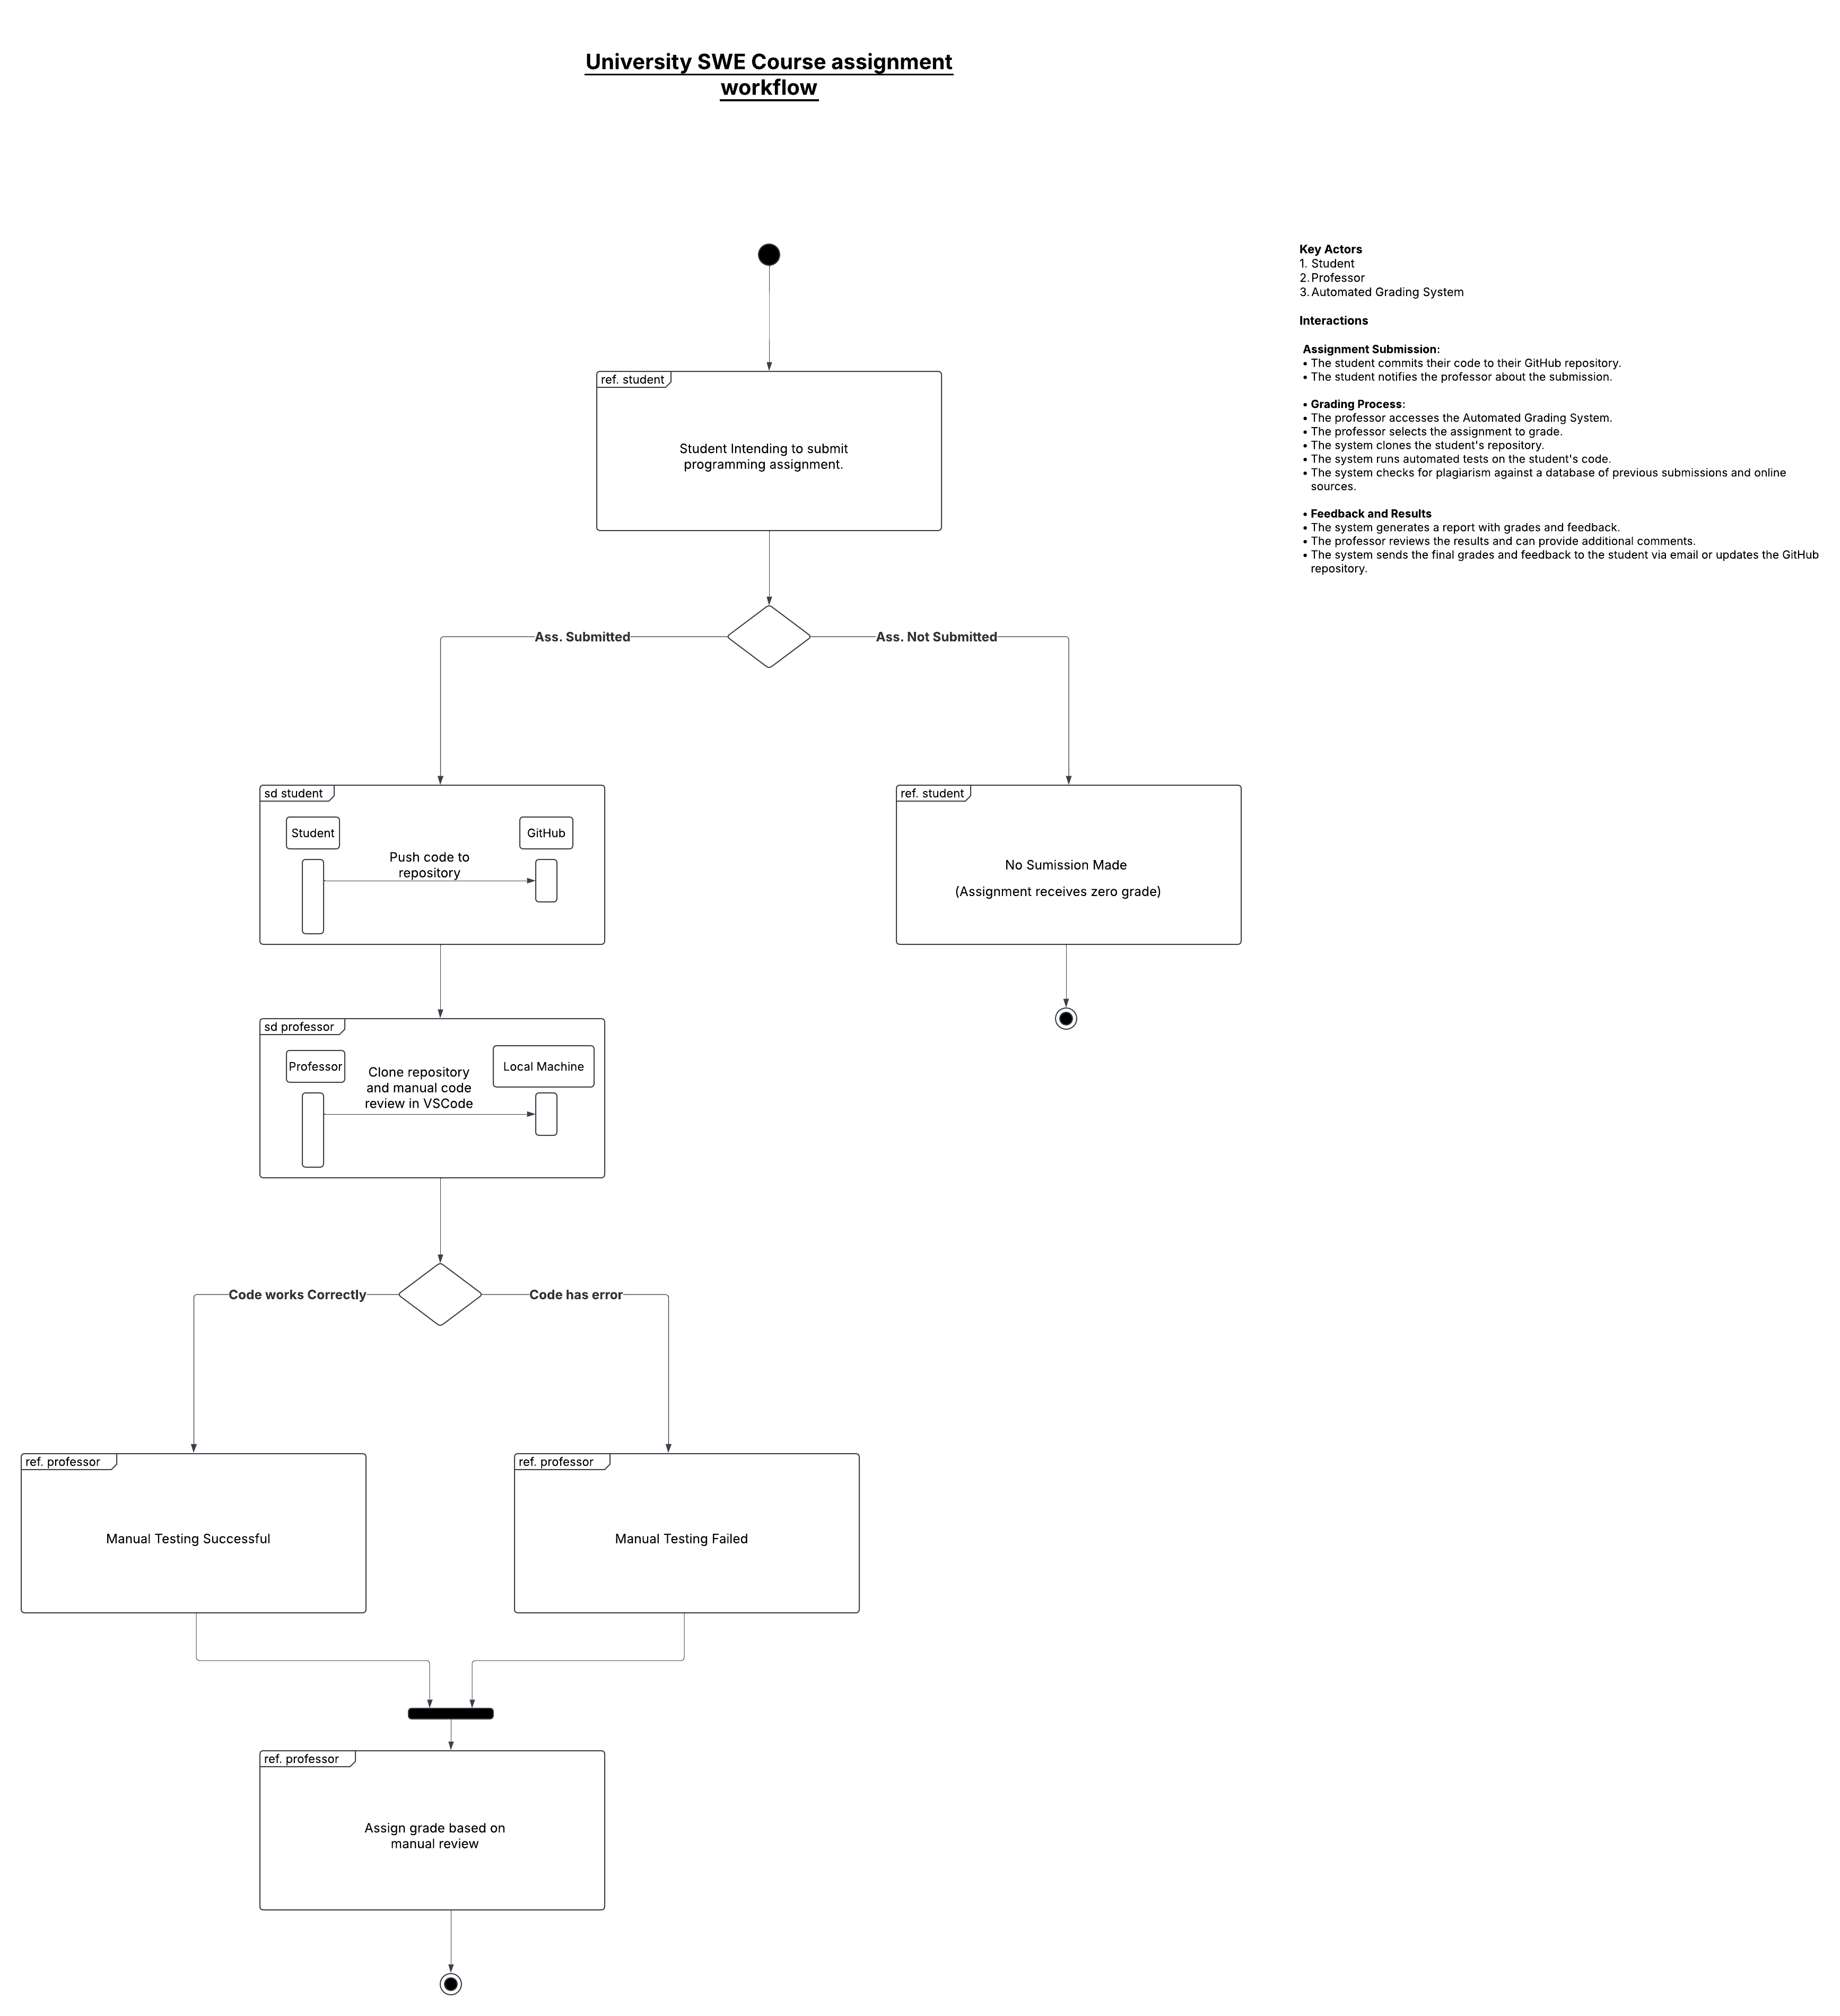 University SWE Course assignment
workflow
Key Actors
1. Student
2. Professor
3. Automated Grading System
Interactions
Assignment Submission:
• The student commits their code to their GitHub repository.
• The student notifies the professor about the submission.
• Grading Process:
• The professor accesses the Automated Grading System.
• The professor selects the assignment to grade.
• The system clones the student's repository.
• The system runs automated tests on the student's code.
• The system checks for plagiarism against a database of previous submissions and online
sources.
• Feedback and Results
• The system generates a report with grades and feedback.
• The professor reviews the results and can provide additional comments.
• The system sends the final grades and feedback to the student via email or updates the GitHub
repository.
ref. student
Student Intending to submit
programming assignment.
Ass. Submitted
Ass. Not Submitted
sd student
Student
GitHub
Push code to
repository
ref. student
No Sumission Made
(Assignment receives zero grade)
sd professor
Professor
Local Machine
Clone repository
and manual code
review in VSCode
Code works Correctly
Code has error
ref. professor
Manual Testing Successful
ref. professor
Manual Testing Failed
ref. professor
Assign grade based on
manual review